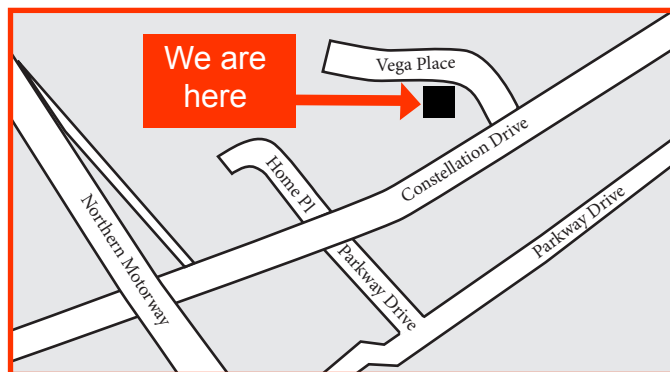 We are
here
Vega Place
Home Pl
Constellation Drive
Northern Motorway
Parkway Drive
Parkway Drive